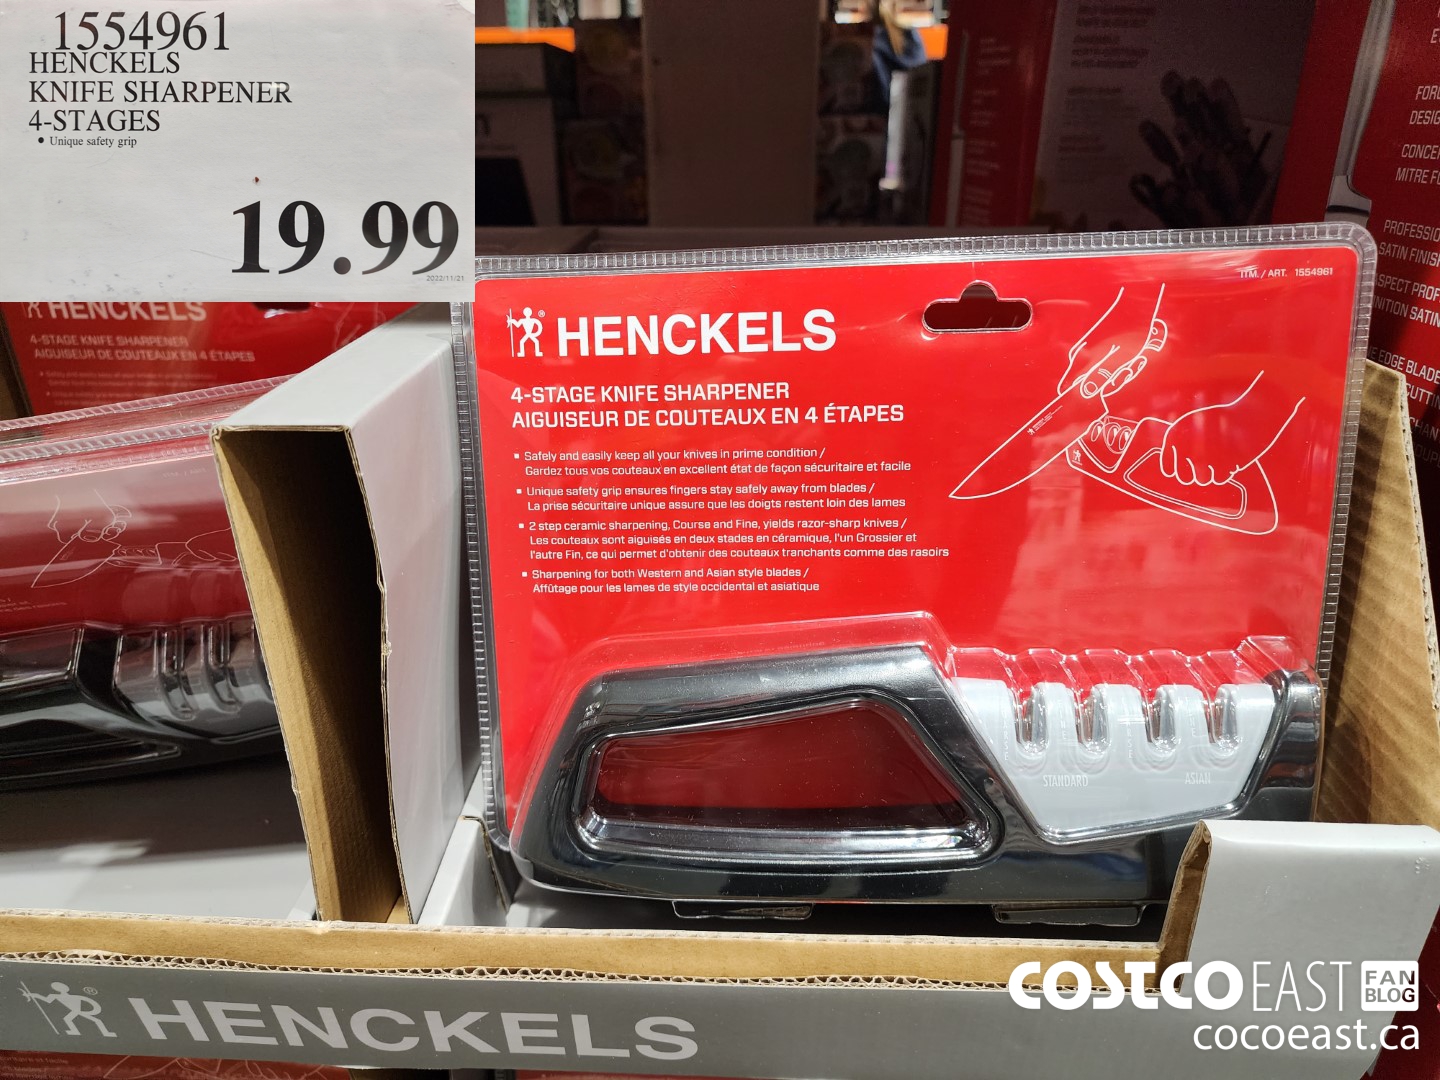 1554961
HENCKELS
KNIFE SHARPENER
4-STAGES
• Unique safety grip
19.99
2022/11/21
HENCKELS
4-STAGE KNIFE SHARPENER
AIGUISEUR DE COUTEAUX EN 4 ÉTAPES
ITM. / ART. 1554961
HENCKELS
4-STAGE KNIFE SHARPENER
AIGUISEUR DE COUTEAUX EN 4 ÉTAPES
▪ Safely and easily keep all your knives in prime condition /
Gardez tous vos couteaux en excellent état de façon sécuritaire et facile
▪ Unique safety grip ensures fingers stay safely away from blades /
La prise sécuritaire unique assure que les doigts restent loin des lames
▪ 2 step ceramic sharpening, Course and Fine, yields razor-sharp knives /
Les couteaux sont aiguisés en deux stades en céramique, l'un Grossier et
l'autre Fin, ce qui permet d'obtenir des couteaux tranchants comme des rasoirs
▪ Sharpening for both Western and Asian style blades /
Affûtage pour les lames de style occidental et asiatique
STANDARD
ASIAN
HENCKELS
COSTCO EAST FAN BLOG
cocoeast.ca